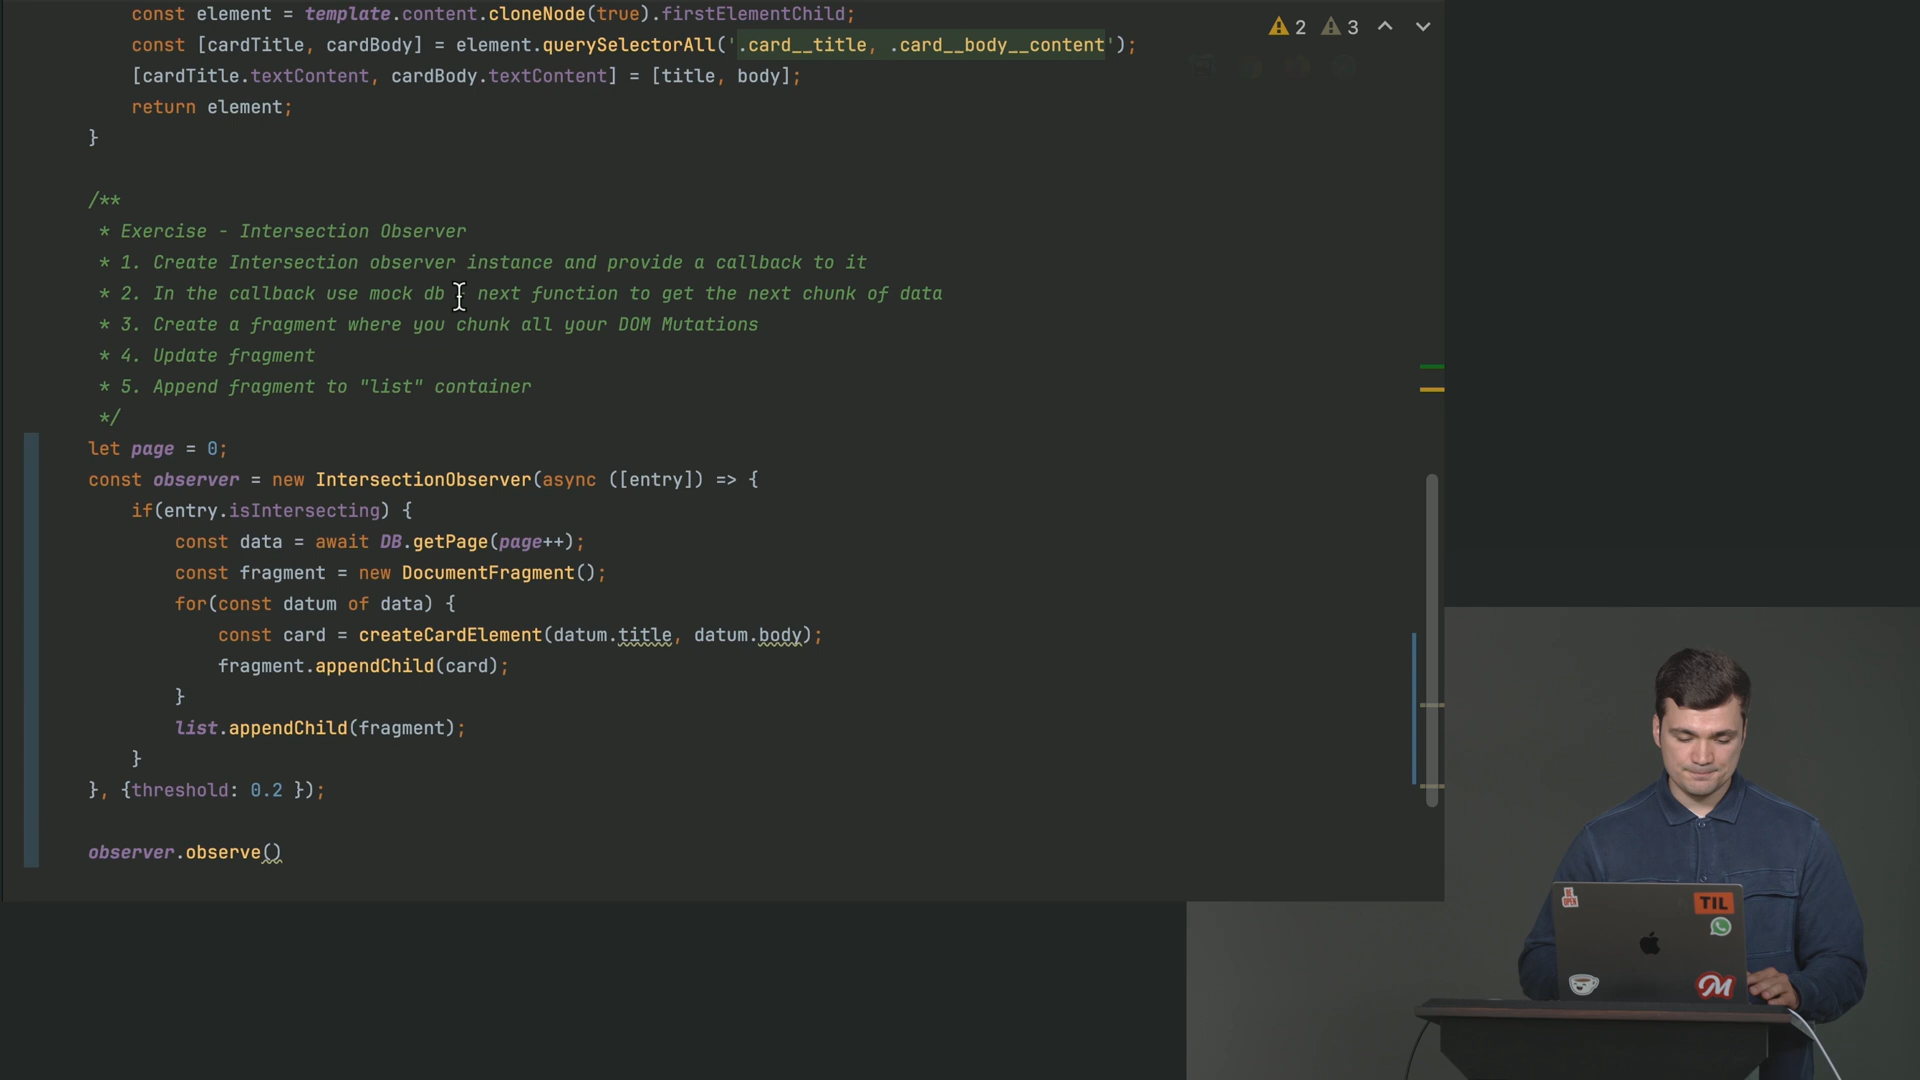 const element = template.content.cloneNode(true).firstElementChild;
const [cardTitle, cardBody] = element.querySelectorAll('.card__title, .card__body__content');
[cardTitle.textContent, cardBody.textContent] = [title, body];
return element;
}
2 3
/**
* Exercise - Intersection Observer
* 1. Create Intersection observer instance and provide a callback to it
* 2. In the callback use mock db next function to get the next chunk of data
* 3. Create a fragment where you chunk all your DOM Mutations
* 4. Update fragment
* 5. Append fragment to "list" container
*/
let page = 0;
const observer = new IntersectionObserver(async ([entry]) => {
if(entry.isIntersecting) {
const data = await DB.getPage(page++);
const fragment = new DocumentFragment();
for(const datum of data) {
const card = createCardElement(datum.title, datum.body);
fragment.appendChild(card);
}
list.appendChild(fragment);
}
}, {threshold: 0.2 });
observer.observe()
BE
OPEN
TIL
M